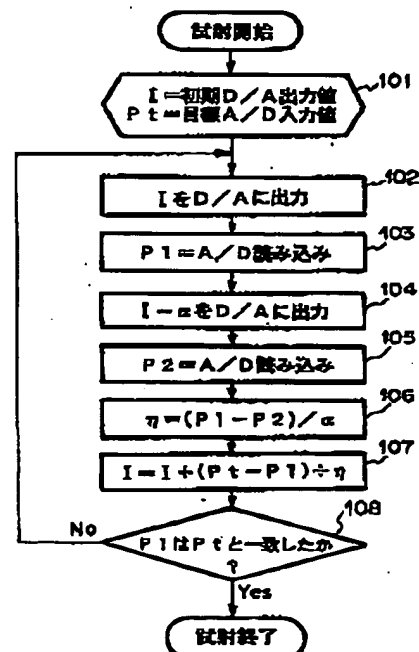 試射開始
101
I=初期D/A出力値
Pt=目標A/D入力値
102
IをD/Aに出力
103
P1=A/D読み込み
104
I-αをD/Aに出力
105
P2=A/D読み込み
106
η=(P1-P2)/α
107
I=I+(Pt-P1)÷η
108
No
P1はPtと一致したか
?
Yes
試射終了